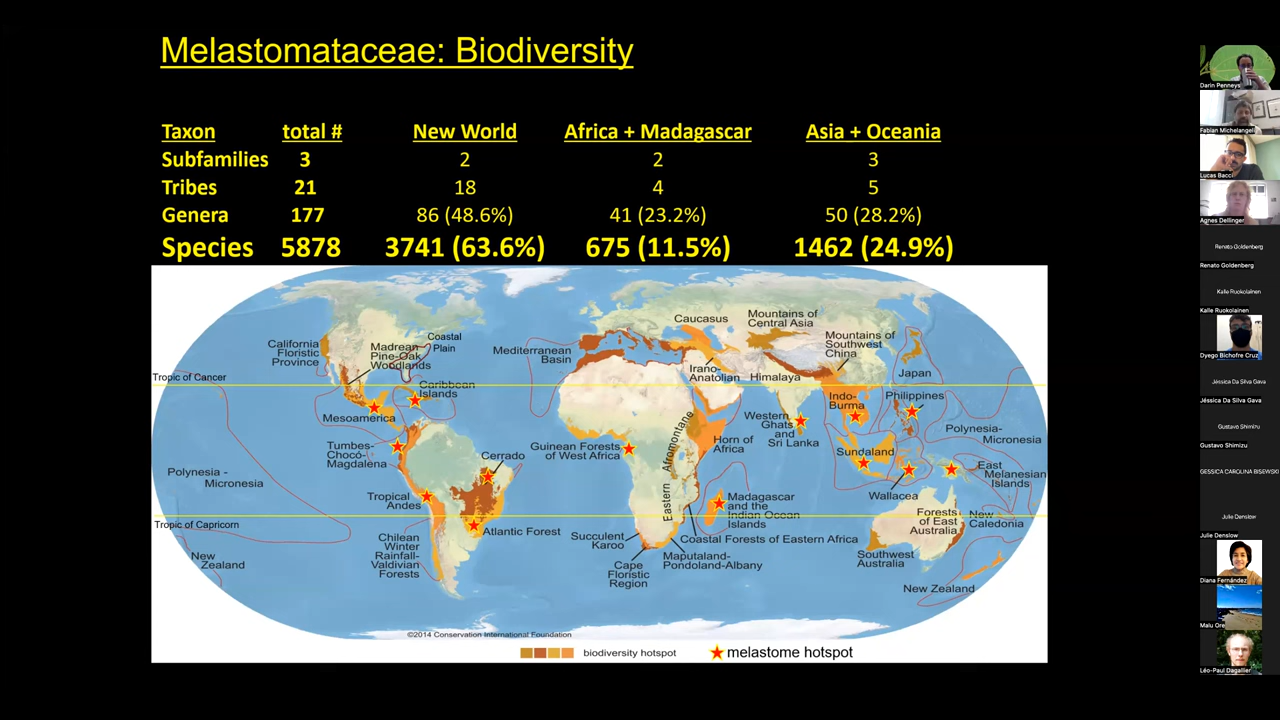 Melastomataceae: Biodiversity
Taxon total # New World Africa + Madagascar Asia + Oceania
Subfamilies 3 2 2 3
Tribes 21 18 4 5
Genera 177 86 (48.6%) 41 (23.2%) 50 (28.2%)
Species 5878 3741 (63.6%) 675 (11.5%) 1462 (24.9%)
California
Floristic
Province
Madrean
Pine-Oak
Woodlands
Coastal
Plain
Mediterranean
Basin
Caucasus
Mountains of
Central Asia
Mountains of
Southwest
China
Irano-
Anatolian
Himalaya
Japan
Tropic of Cancer
Caribbean
Islands
Mesoamerica
Indo-
Burma
Philippines
Western
Ghats
and
Sri Lanka
Polynesia-
Micronesia
Tumbes-
Chocó-
Magdalena
Cerrado
Guinean Forests
of West Africa
Eastern Afromontane
Horn of
Africa
Sundaland
Wallacea
East
Melanesian
Islands
Polynesia -
Micronesia
Tropical
Andes
Madagascar
and the
Indian Ocean
Islands
Tropic of Capricorn
Atlantic Forest
Forests
of East
Australia
New
Caledonia
Chilean
Winter
Rainfall-
Valdivian
Forests
Succulent
Karoo
Coastal Forests of Eastern Africa
Cape
Floristic
Region
Maputaland-
Pondoland-Albany
Southwest
Australia
New
Zealand
New Zealand
©2014 Conservation International Foundation
biodiversity hotspot melastome hotspot
Darin Penneys
Fabian Michelangeli
Lucas Bacci
Agnes Dellinger
Renato Goldenberg
Renato Goldenberg
Kalle Ruokolainen
Kalle Ruokolainen
Dyego Bichofre Cruz
Jéssica Da Silva Gava
Jéssica Da Silva Gava
Gustavo Shimizu
Gustavo Shimizu
GESSICA CAROLINA BISEWSKI
Julie Denslow
Julie Denslow
Diana Fernández
Malu Ore
Léo-Paul Dagallier